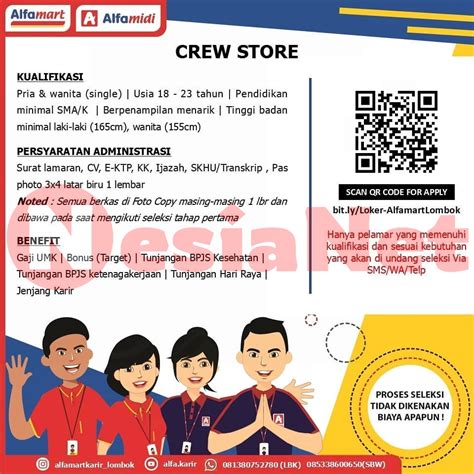 Alfamart
Alfamidi
CREW STORE
KUALIFIKASI
Pria & wanita (single) | Usia 18 - 23 tahun | Pendidikan
minimal SMA/K | Berpenampilan menarik | Tinggi badan
minimal laki-laki (165cm), wanita (155cm)
PERSYARATAN ADMINISTRASI
Surat lamaran, CV, E-KTP, KK, Ijazah, SKHU/Transkrip , Pas
photo 3x4 latar biru 1 lembar
Noted : Semua berkas di Foto Copy masing-masing 1 lbr dan
dibawa pada saat mengikuti seleksi tahap pertama
BENEFIT
Gaji UMK | Bonus (Target) | Tunjangan BPJS Kesehatan |
Tunjangan BPJS ketenagakerjaan | Tunjangan Hari Raya |
Jenjang Karir
SCAN QR CODE FOR APPLY
bit.ly/Loker-AlfamartLombok
Hanya pelamar yang memenuhi
kualifikasi dan sesuai kebutuhan
yang akan di undang seleksi Via
SMS/WA/Telp
PROSES SELEKSI
TIDAK DIKENAKAN
BIAYA APAPUN !
alfamartkarir_lombok
alfa.karir
081380752780 (LBK)
085338600650(SBW)